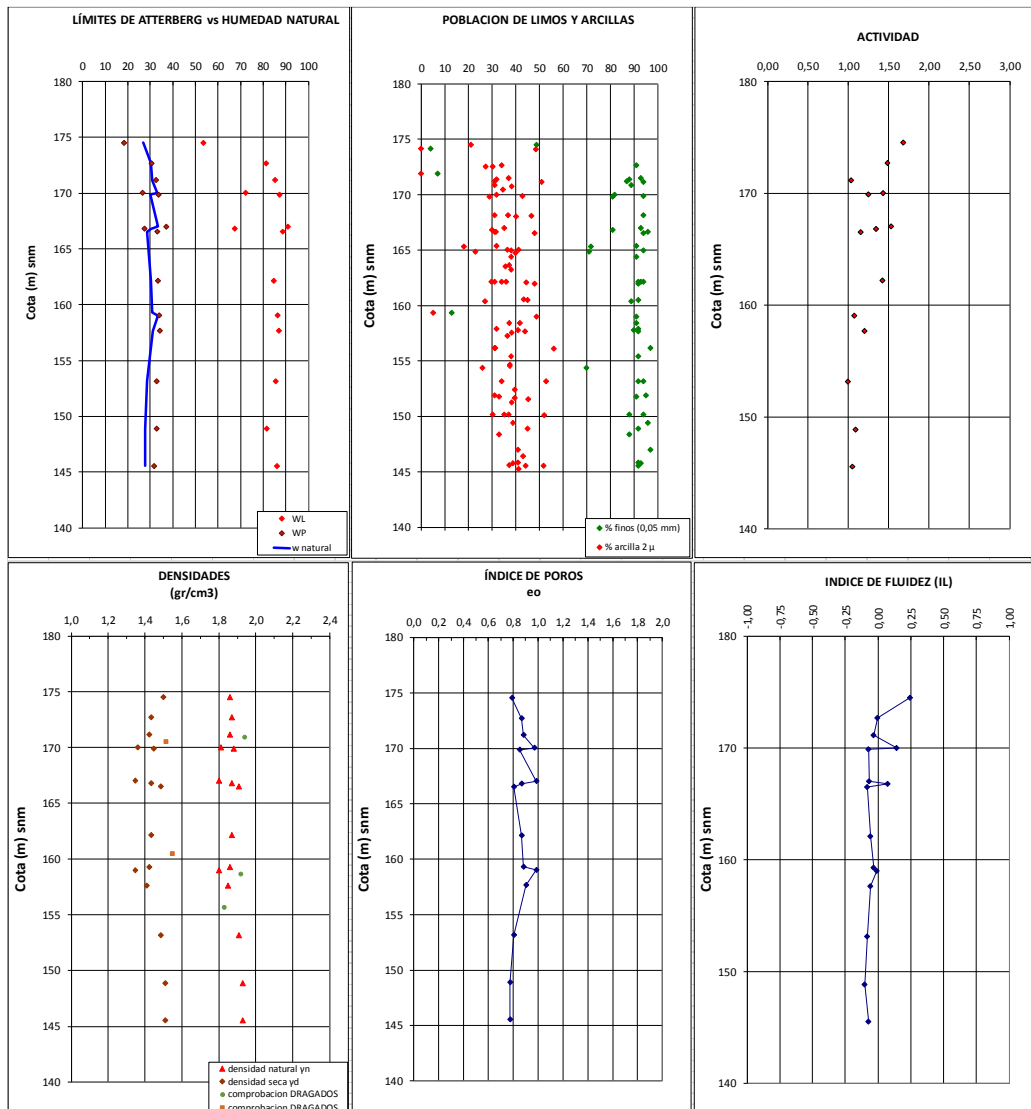 LÍMITES DE ATTERBERG vs HUMEDAD NATURAL
0 10 20 30 40 50 60 70 80 90 100
180
175
170
165
160
155
150
145
140
Cota (m) snm
WL
WP
w natural
POBLACION DE LIMOS Y ARCILLAS
0 10 20 30 40 50 60 70 80 90 100
180
175
170
165
160
155
150
145
140
Cota (m) snm
% finos (0,05 mm)
% arcilla 2 µ
ACTIVIDAD
0,00 0,50 1,00 1,50 2,00 2,50 3,00
180
175
170
165
160
155
150
145
140
Cota (m) snm
DENSIDADES
(gr/cm3)
1,0 1,2 1,4 1,6 1,8 2,0 2,2 2,4
180
175
170
165
160
155
150
145
140
Cota (m) snm
densidad natural γn
densidad seca γd
comprobacion DRAGADOS
comprobacion DRAGADOS
ÍNDICE DE POROS
eo
0,0 0,2 0,4 0,6 0,8 1,0 1,2 1,4 1,6 1,8 2,0
180
175
170
165
160
155
150
145
140
Cota (m) snm
INDICE DE FLUIDEZ (IL)
-1,00 -0,75 -0,50 -0,25 0,00 0,25 0,50 0,75 1,00
180
170
160
150
140
Cota (m) snm